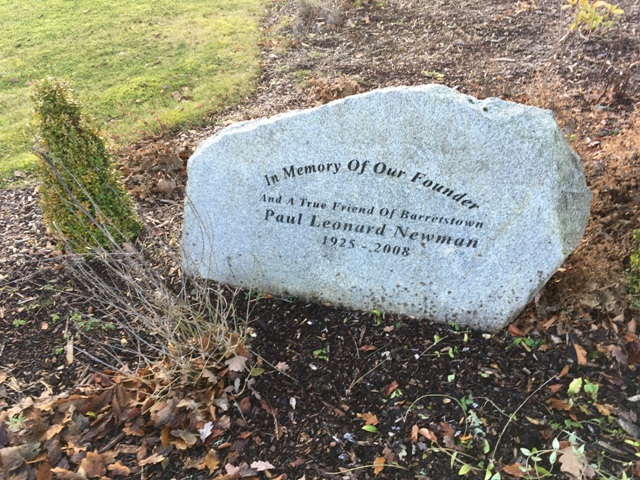 In Memory Of Our Founder
And A True Friend Of Barretstown
Paul Leonard Newman
1925 - 2008